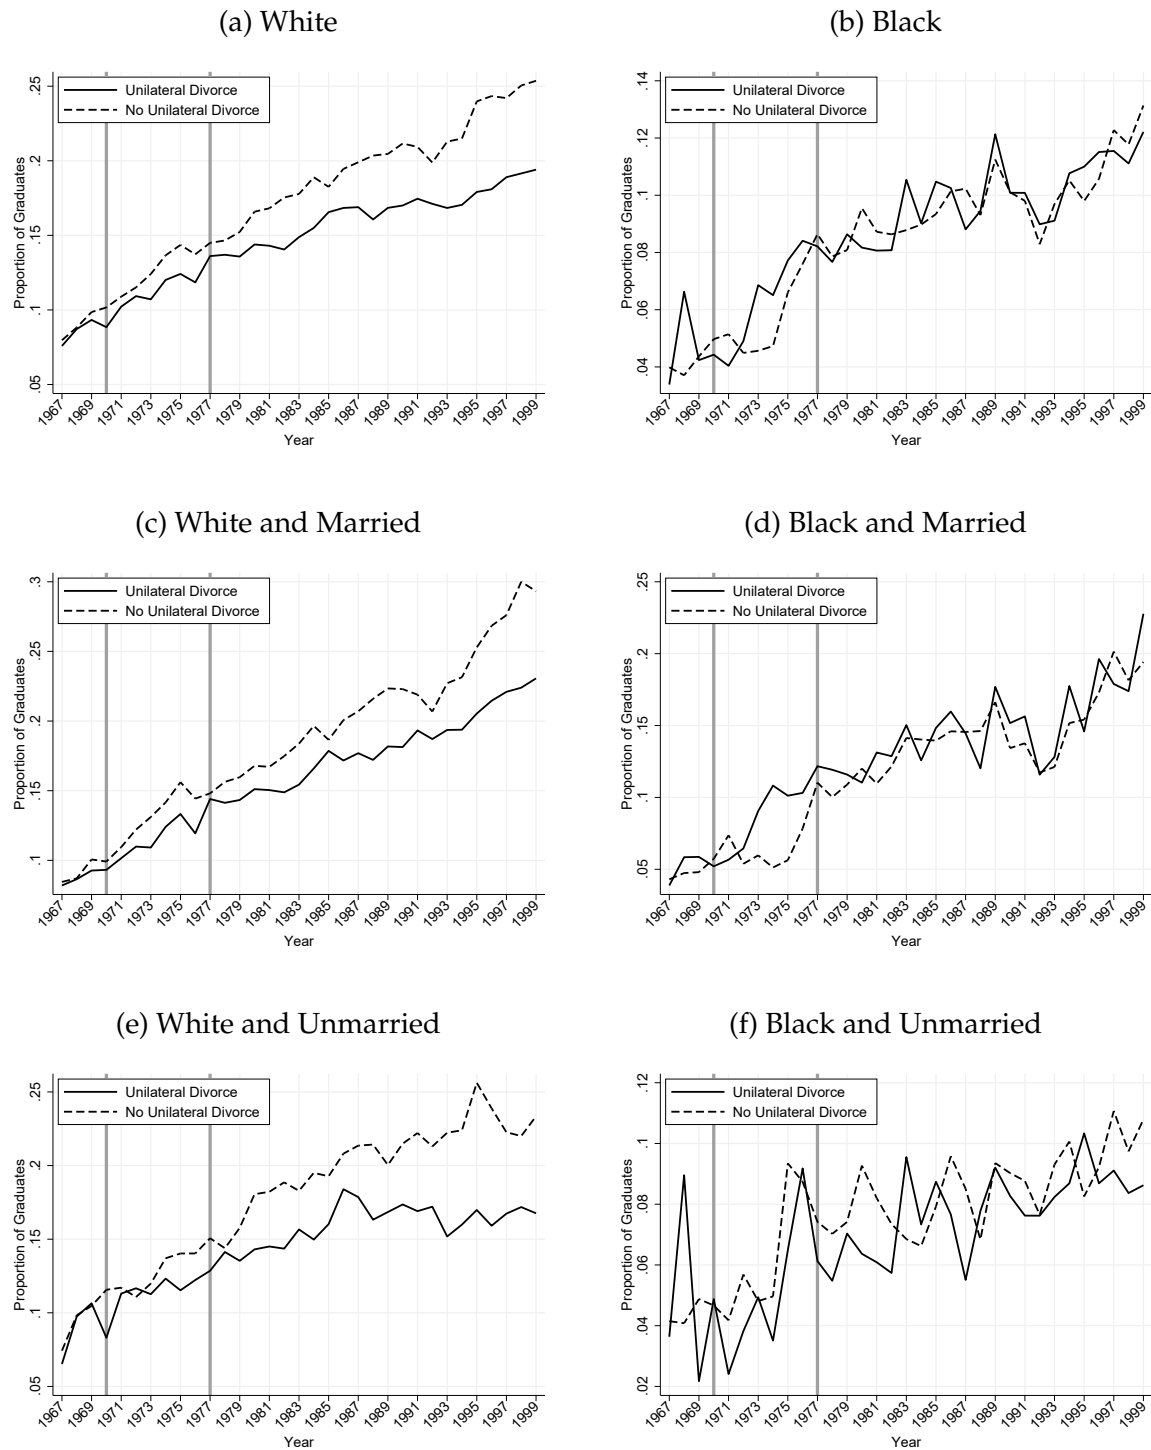 (a) White
Unilateral Divorce
No Unilateral Divorce
Proportion of Graduates
.25
.2
.15
.1
.05
1967 1969 1971 1973 1975 1977 1979 1981 1983 1985 1987 1989 1991 1993 1995 1997 1999
Year
(b) Black
Unilateral Divorce
No Unilateral Divorce
Proportion of Graduates
.14
.12
.1
.08
.06
.04
1967 1969 1971 1973 1975 1977 1979 1981 1983 1985 1987 1989 1991 1993 1995 1997 1999
Year
(c) White and Married
Unilateral Divorce
No Unilateral Divorce
Proportion of Graduates
.3
.25
.2
.15
.1
1967 1969 1971 1973 1975 1977 1979 1981 1983 1985 1987 1989 1991 1993 1995 1997 1999
Year
(d) Black and Married
Unilateral Divorce
No Unilateral Divorce
Proportion of Graduates
.25
.2
.15
.1
.05
1967 1969 1971 1973 1975 1977 1979 1981 1983 1985 1987 1989 1991 1993 1995 1997 1999
Year
(e) White and Unmarried
Unilateral Divorce
No Unilateral Divorce
Proportion of Graduates
.25
.2
.15
.1
.05
1967 1969 1971 1973 1975 1977 1979 1981 1983 1985 1987 1989 1991 1993 1995 1997 1999
Year
(f) Black and Unmarried
Unilateral Divorce
No Unilateral Divorce
Proportion of Graduates
.12
.1
.08
.06
.04
.02
1967 1969 1971 1973 1975 1977 1979 1981 1983 1985 1987 1989 1991 1993 1995 1997 1999
Year